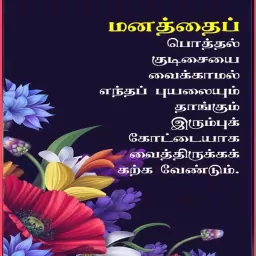 மனத்தைப்
பொத்தல்
குடிசையை
வைக்காமல்
எந்தப் புயலையும்
தாங்கும்
இரும்புக்
கோட்டையாக
வைத்திருக்கக்
கற்க வேண்டும்.